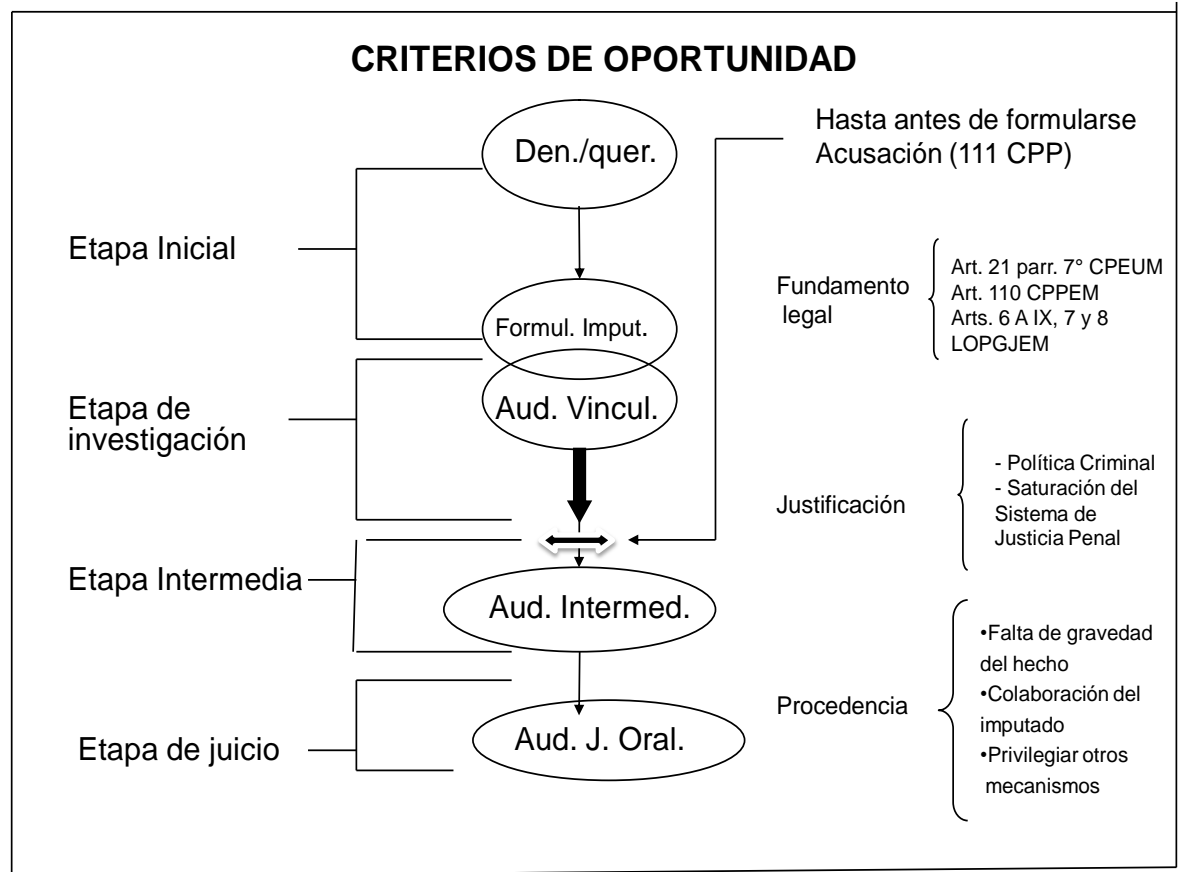 CRITERIOS DE OPORTUNIDAD
Den./quer.
Hasta antes de formularse
Acusación (111 CPP)
Etapa Inicial
Formul. Imput.
Fundamento
legal
Art. 21 parr. 7° CPEUM
Art. 110 CPPEM
Arts. 6 A IX, 7 y 8
LOPGJEM
Etapa de
investigación
Aud. Vincul.
Justificación
- Política Criminal
- Saturación del
Sistema de
Justicia Penal
Etapa Intermedia
Aud. Intermed.
Procedencia
•Falta de gravedad
del hecho
•Colaboración del
imputado
•Privilegiar otros
mecanismos
Etapa de juicio
Aud. J. Oral.